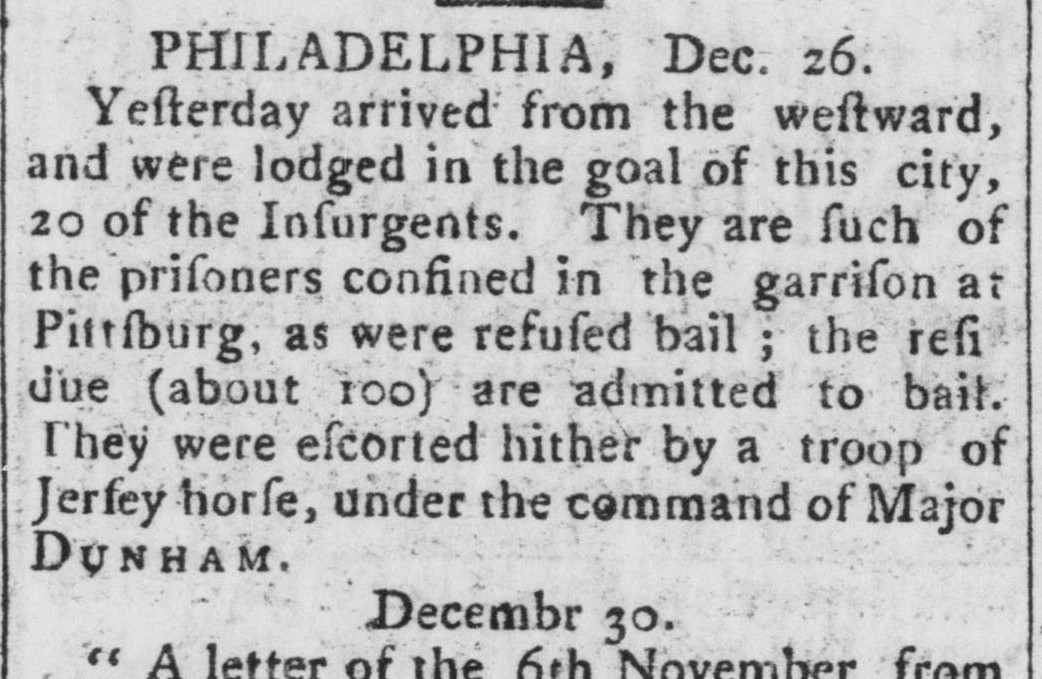 PHILADELPHIA, Dec. 26.
Yeſterday arrived from the weſtward,
and were lodged in the goal of this city,
20 of the Inſurgents. They are ſuch of
the priſoners confined in the garriſon at
Pittſburg, as were refuſed bail ; the reſi
due (about 100) are admitted to bail.
They were eſcorted hither by a troop of
Jerſey horſe, under the command of Major
DUNHAM.
Decembr 30.
“ A letter of the 6th November from